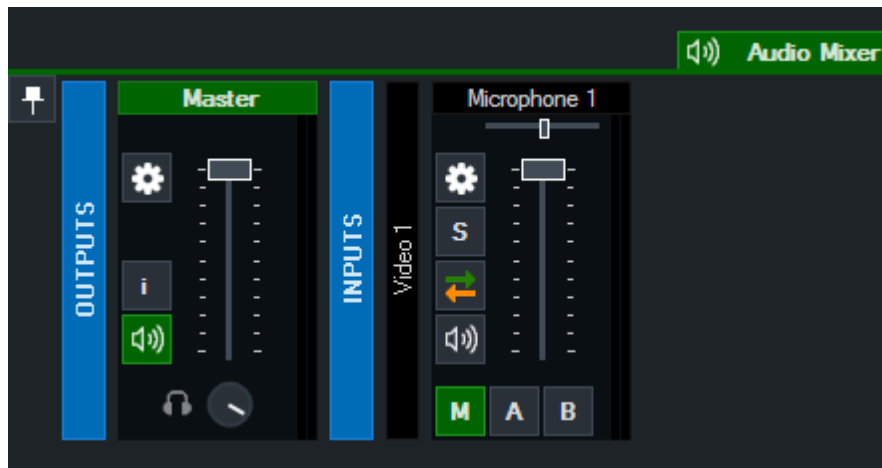 Audio Mixer
OUTPUTS
Master
i
INPUTS
Video 1
Microphone 1
S
M A B